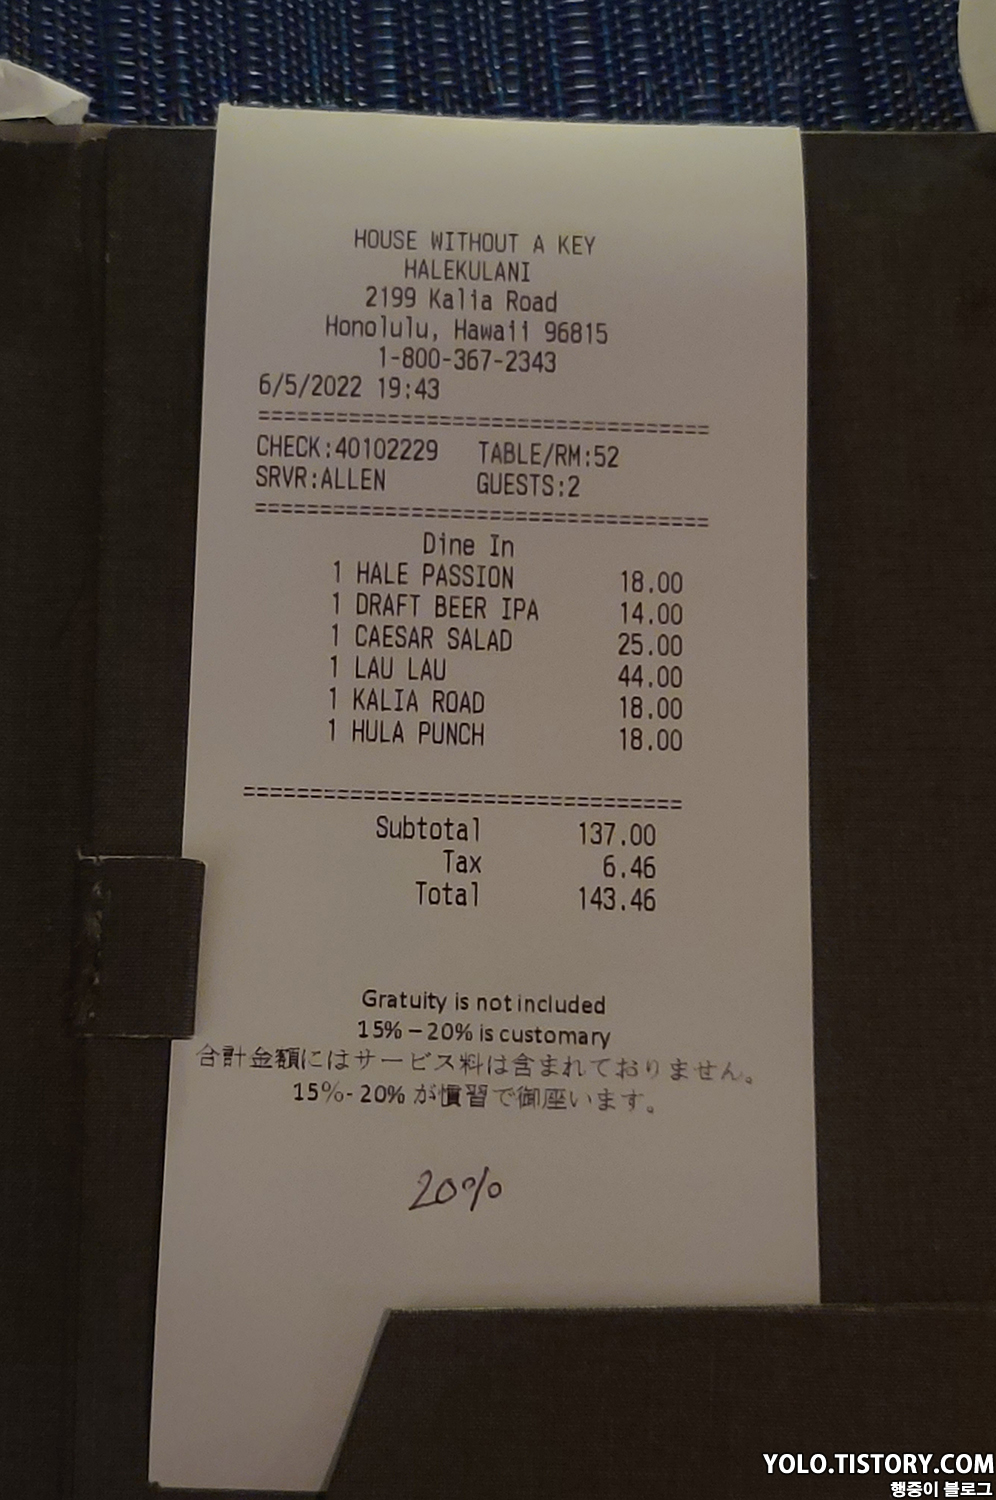 HOUSE WITHOUT A KEY
HALEKULANI
2199 Kalia Road
Honolulu, Hawaii 96815
1-800-367-2343
6/5/2022 19:43
===================================
CHECK:40102229 TABLE/RM:52
SRVR:ALLEN GUESTS:2
===================================
Dine In
1 HALE PASSION 18.00
1 DRAFT BEER IPA 14.00
1 CAESAR SALAD 25.00
1 LAU LAU 44.00
1 KALIA ROAD 18.00
1 HULA PUNCH 18.00
=================================
Subtotal 137.00
Tax 6.46
Total 143.46
Gratuity is not included
15% – 20% is customary
合計金額にはサービス料は含まれておりません。
15%- 20% が慣習で御座います。
20%
YOLO.TISTORY.COM
행중이 블로그